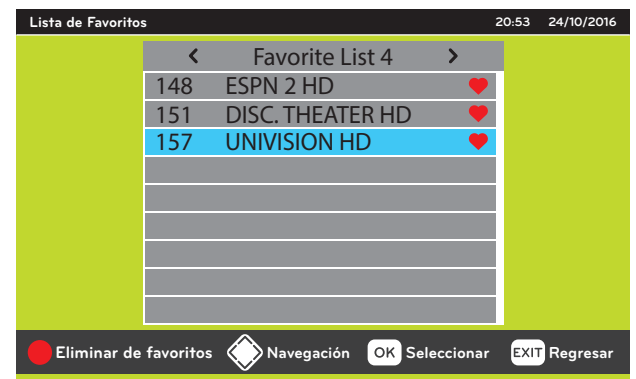 Lista de Favoritos 20:53 24/10/2016
Favorite List 4
148 ESPN 2 HD
151 DISC. THEATER HD
157 UNIVISION HD
Eliminar de favoritos Navegación OK Seleccionar EXIT Regresar